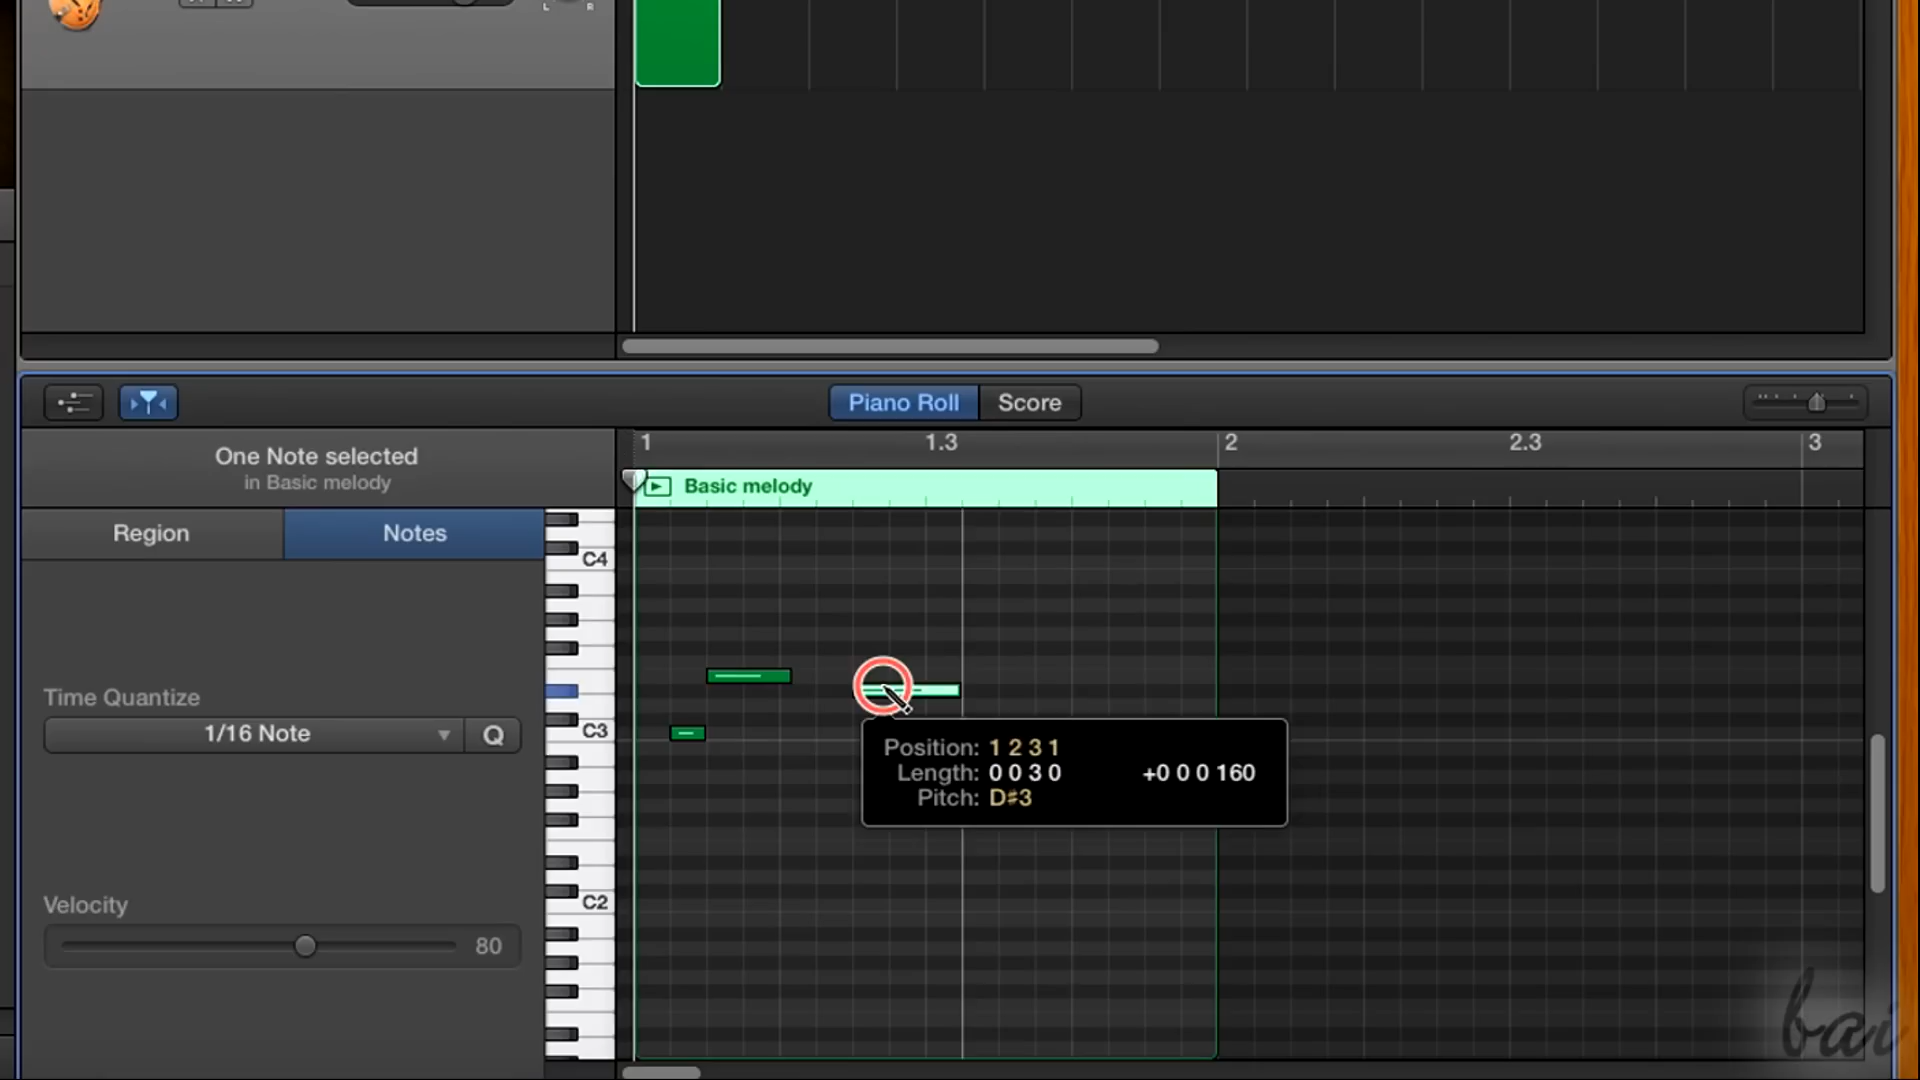 L R
Piano Roll Score
One Note selected
in Basic melody
1 1.3 2 2.3 3
Basic melody
Region Notes
C4
Time Quantize
1/16 Note Q
C3
Position: 1 2 3 1
Length: 0 0 3 0 +0 0 0 160
Pitch: D♯3
C2
Velocity
80
bai